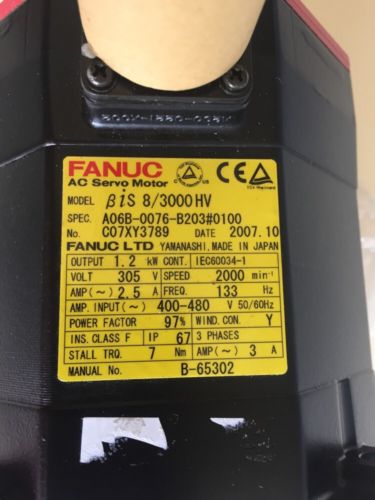 FANUC
AC Servo Motor
MODEL βiS 8/3000HV
SPEC. A06B-0076-B203#0100
No. C07XY3789 DATE 2007.10
FANUC LTD YAMANASHI, MADE IN JAPAN
OUTPUT 1.2 kW CONT. IEC60034-1
VOLT 305 V SPEED 2000 min⁻¹
AMP(~) 2.5 A FREQ. 133 Hz
AMP. INPUT(~) 400-480 V 50/60Hz
POWER FACTOR 97% WIND. CON. Y
INS. CLASS F IP 67 3 PHASES
STALL TRQ. 7 Nm AMP(~) 3 A
MANUAL No. B-65302